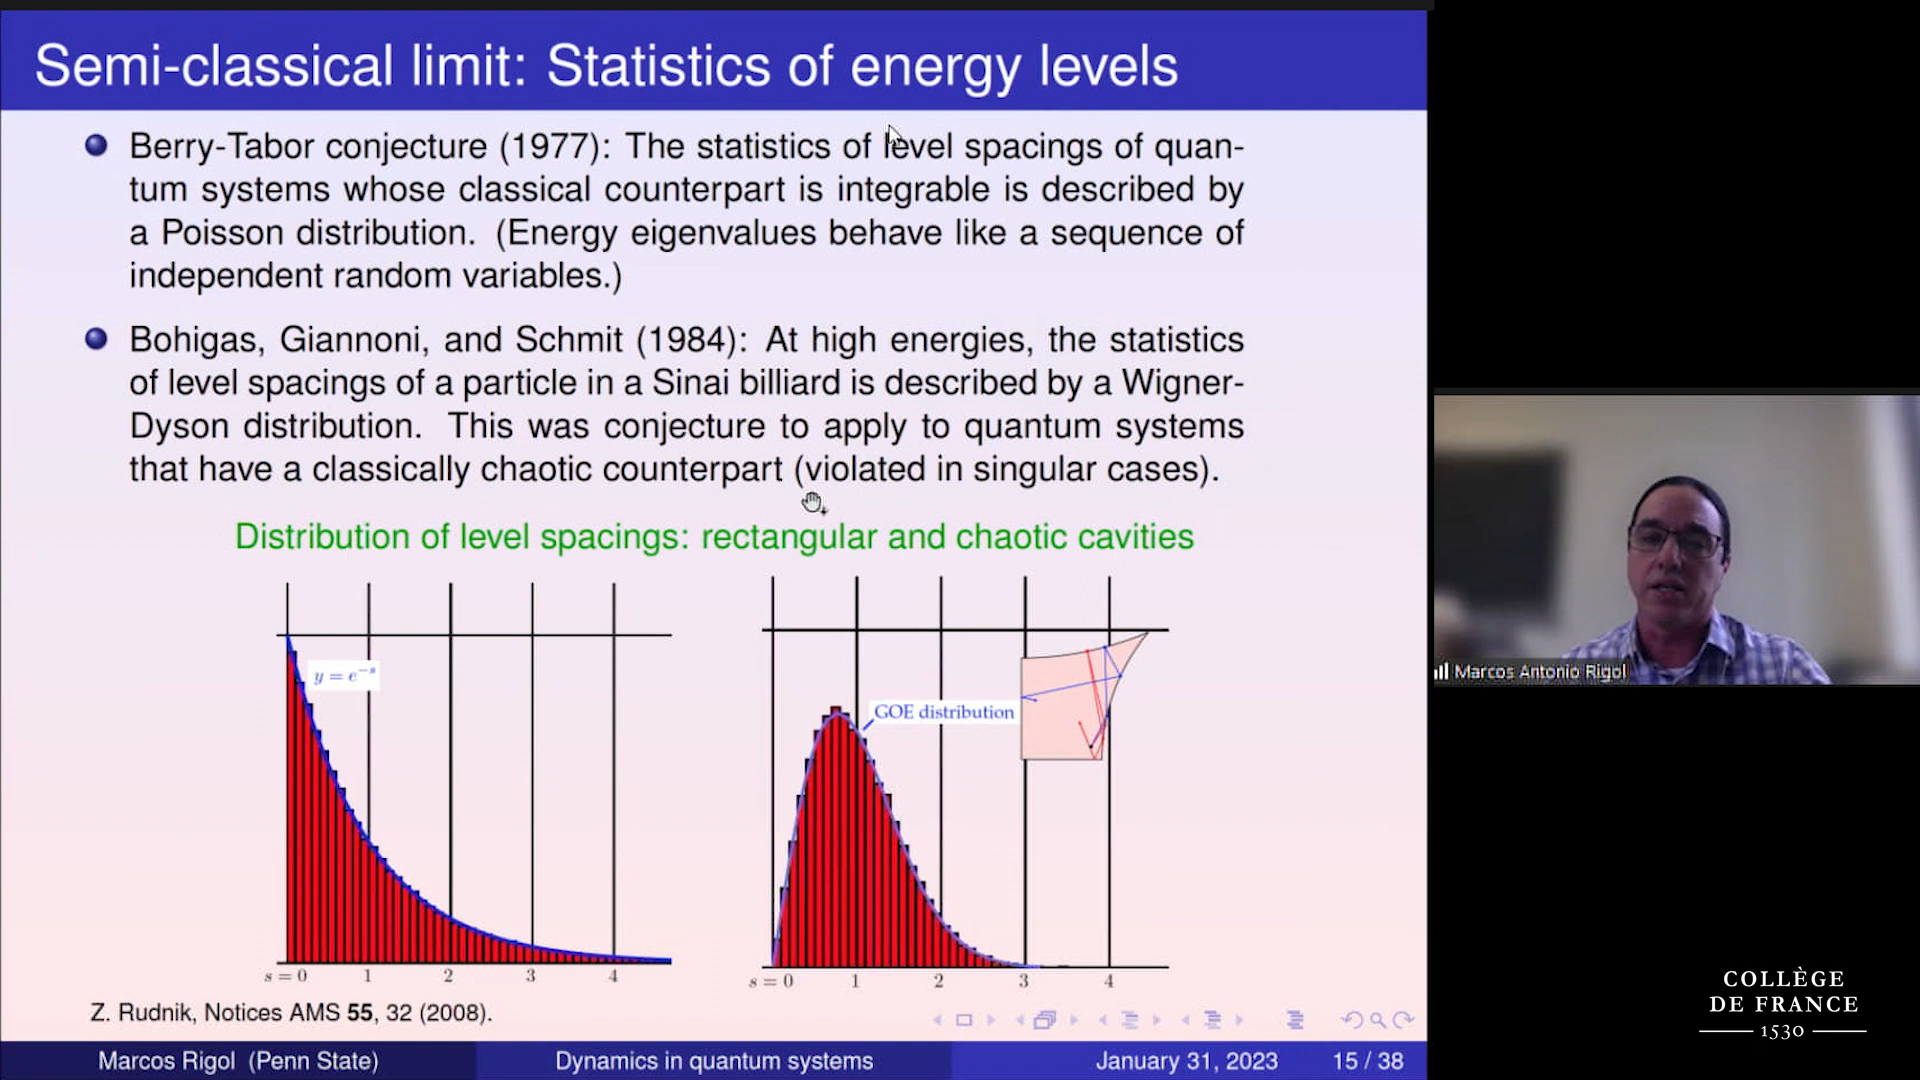 Semi-classical limit: Statistics of energy levels
Berry-Tabor conjecture (1977): The statistics of level spacings of quan-
tum systems whose classical counterpart is integrable is described by
a Poisson distribution. (Energy eigenvalues behave like a sequence of
independent random variables.)
Bohigas, Giannoni, and Schmit (1984): At high energies, the statistics
of level spacings of a particle in a Sinai billiard is described by a Wigner-
Dyson distribution. This was conjecture to apply to quantum systems
that have a classically chaotic counterpart (violated in singular cases).
Distribution of level spacings: rectangular and chaotic cavities
y = e^{-s}
s = 0 1 2 3 4
GOE distribution
s = 0 1 2 3 4
Z. Rudnik, Notices AMS 55, 32 (2008).
Marcos Rigol (Penn State) Dynamics in quantum systems January 31, 2023 15 / 38
Marcos Antonio Rigol
COLLÈGE
DE FRANCE
1530